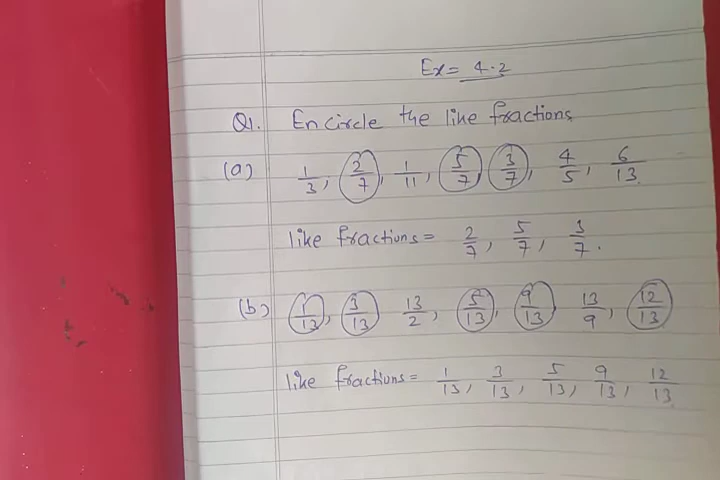 Ex = 4.2
Q1. Encircle the like fractions
(a) 1/3, 2/7, 1/11, 5/7, 3/7, 4/5, 6/13
like fractions = 2/7, 5/7, 3/7.
(b) 1/13, 3/13 13/2, 5/13, 9/13 13/9, 12/13
like fractions = 1/13, 3/13, 5/13, 9/13, 12/13